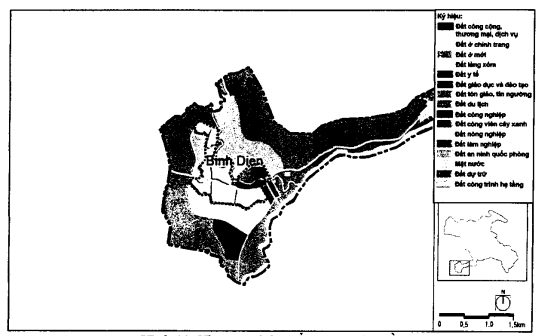 Bình Điền
Ký hiệu:
Đất công cộng,
thương mại, dịch vụ
Đất ở chỉnh trang
Đất ở mới
Đất làng xóm
Đất y tế
Đất giáo dục và đào tạo
Đất tôn giáo, tín ngưỡng
Đất du lịch
Đất công nghiệp
Đất công viên cây xanh
Đất nông nghiệp
Đất lâm nghiệp
Đất an ninh quốc phòng
Mặt nước
Đất dự trữ
Đất công trình hạ tầng
N
0 0,5 1.0 1,5km